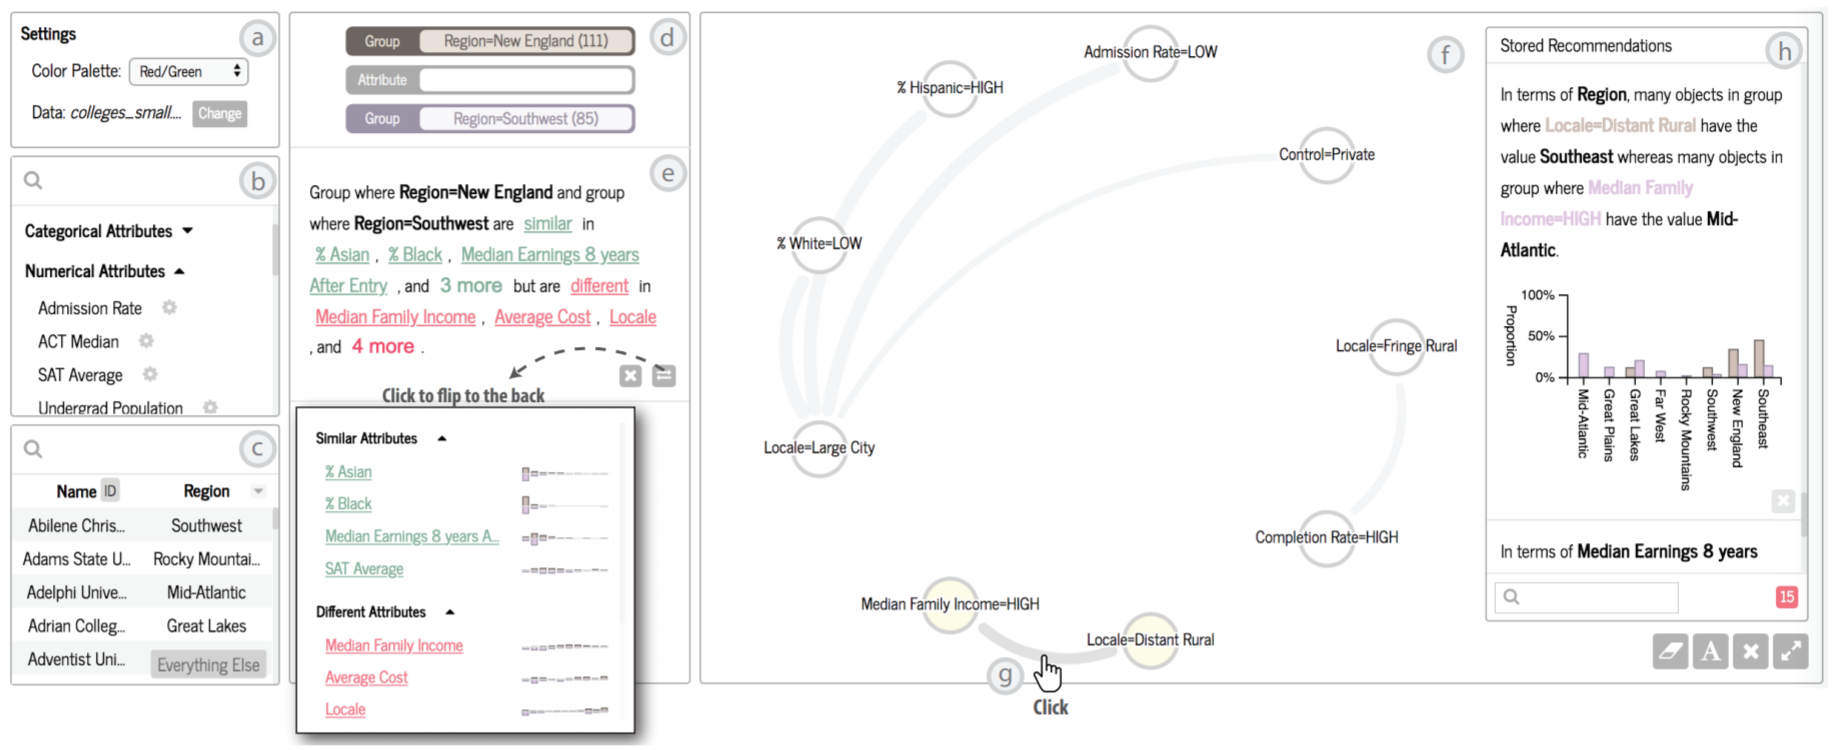 Settings
a
Color Palette: Red/Green
Data: colleges_small.... Change
b
Categorical Attributes
Numerical Attributes
Admission Rate
ACT Median
SAT Average
Undergrad Population
c
Name ID Region
Abilene Chris... Southwest
Adams State U... Rocky Mountai...
Adelphi Unive... Mid-Atlantic
Adrian Colleg... Great Lakes
Adventist Uni... Everything Else
d
Group Region=New England (111)
Attribute
Group Region=Southwest (85)
e
Group where Region=New England and group
where Region=Southwest are similar in
% Asian , % Black , Median Earnings 8 years
After Entry , and 3 more but are different in
Median Family Income , Average Cost , Locale
, and 4 more .
Click to flip to the back
Similar Attributes
% Asian
% Black
Median Earnings 8 years A...
SAT Average
Different Attributes
Median Family Income
Average Cost
Locale
f
Admission Rate=LOW
% Hispanic=HIGH
Control=Private
% White=LOW
Locale=Fringe Rural
Locale=Large City
Completion Rate=HIGH
Median Family Income=HIGH
Locale=Distant Rural
g
Click
Stored Recommendations
h
In terms of Region, many objects in group
where Locale=Distant Rural have the
value Southeast whereas many objects in
group where Median Family
Income=HIGH have the value Mid-
Atlantic.
100%
50%
0%
Proportion
Mid-Atlantic
Great Plains
Great Lakes
Far West
Rocky Mountains
Southwest
New England
Southeast
In terms of Median Earnings 8 years
15
A